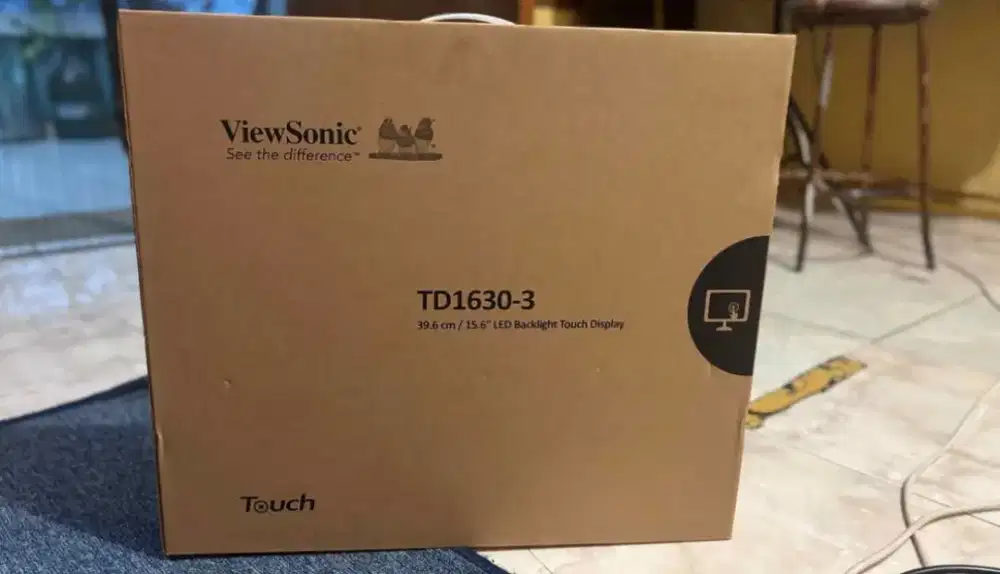 ViewSonic®
See the difference™
TD1630-3
39.6 cm / 15.6" LED Backlight Touch Display
Touch